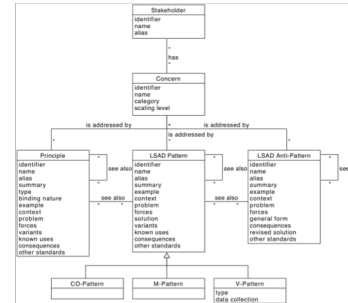 Stakeholder
identifier
name
alias
*
has
*
Concern
identifier
name
category
scaling level
is addressed by
*
is addressed by
is addressed by
*
*
*
Principle
identifier
name
alias
summary
type
binding nature
example
context
problem
forces
variants
known uses
consequences
other standards
*
see also
*
see also
*
*
LSAD Pattern
identifier
name
alias
summary
example
context
problem
forces
solution
variants
known uses
consequences
other standards
*
see also
*
see also
*
*
LSAD Anti-Pattern
identifier
name
alias
summary
example
context
problem
forces
general form
consequences
revised solution
other standards
*
see
*
CO-Pattern
M-Pattern
V-Pattern
type
data collection